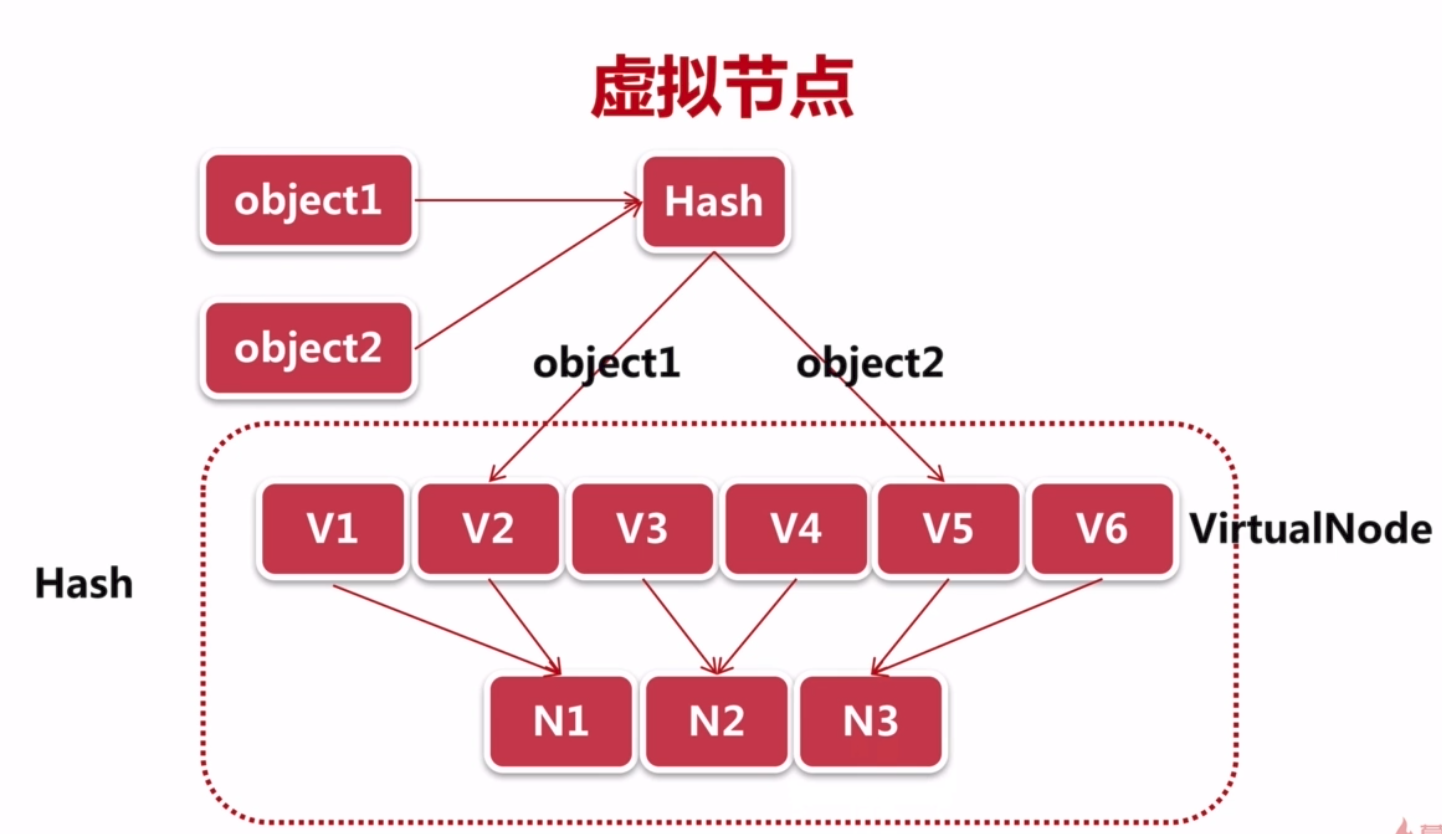 虚拟节点
object1
Hash
object2
object1
object2
V1
V2
V3
V4
V5
V6
VirtualNode
Hash
N1
N2
N3